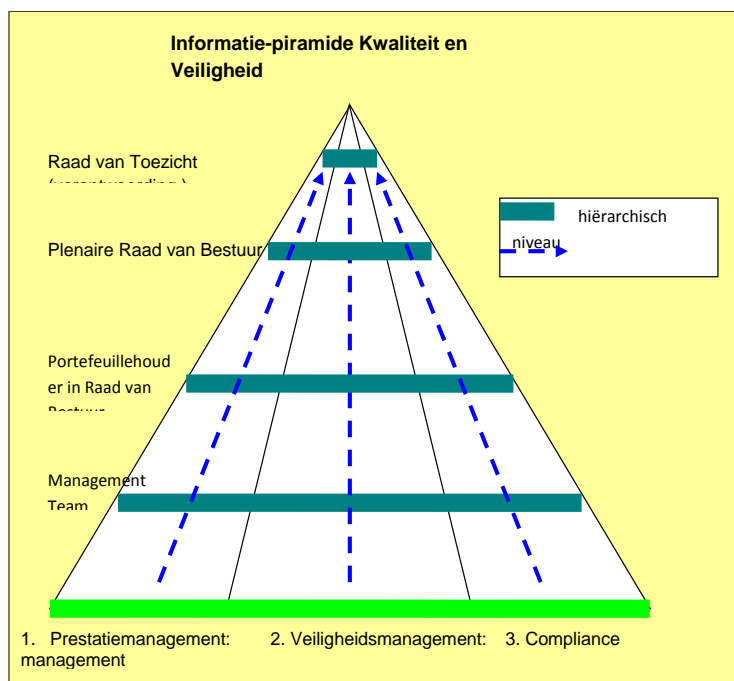 Informatie-piramide Kwaliteit en
Veiligheid
Raad van Toezicht
Plenaire Raad van Bestuur
Portefeuillehoud
er in Raad van
Management
Team
hiërarchisch
niveau
1. Prestatiemanagement: 2. Veiligheidsmanagement: 3. Compliance
management